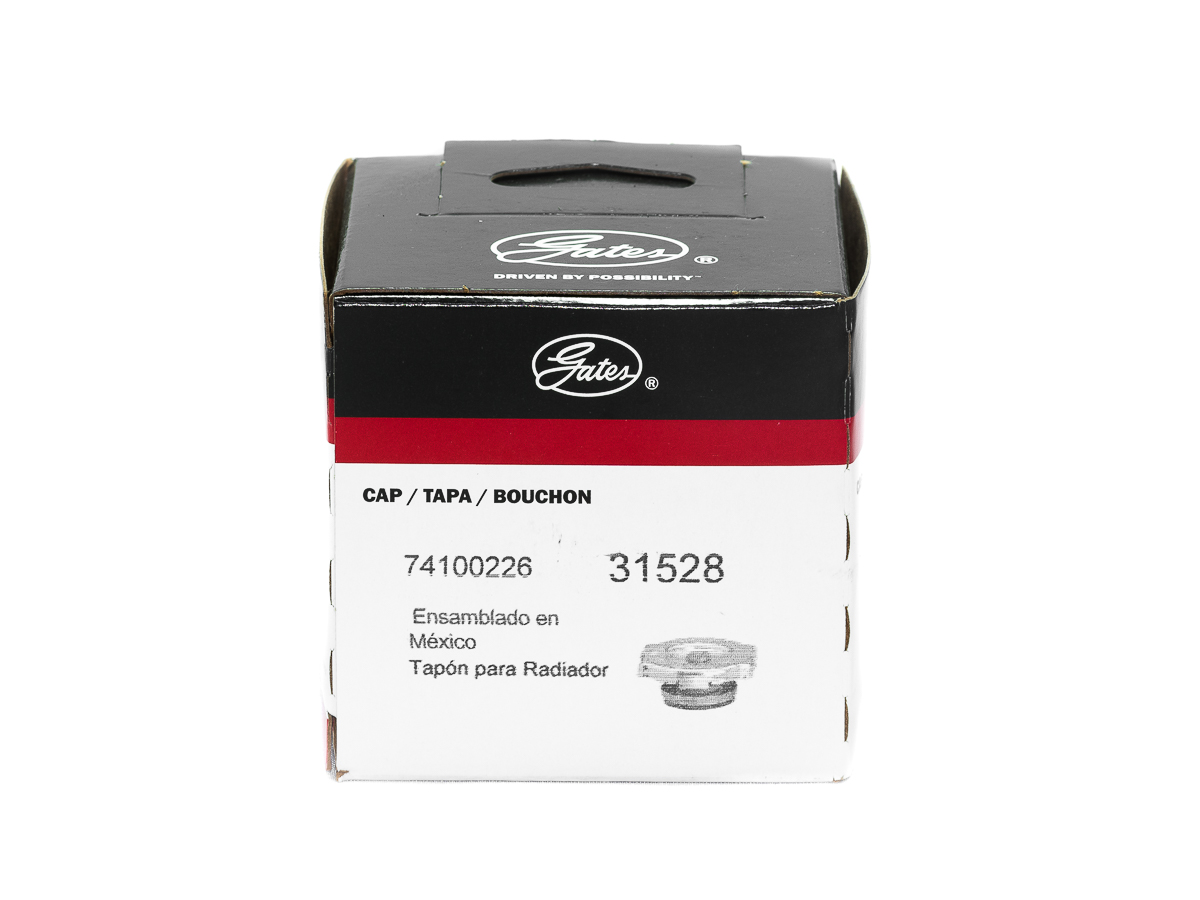 Gates ®
DRIVEN BY POSSIBILITY™
Gates ®
CAP / TAPA / BOUCHON
74100226 31528
Ensamblado en
México
Tapón para Radiador